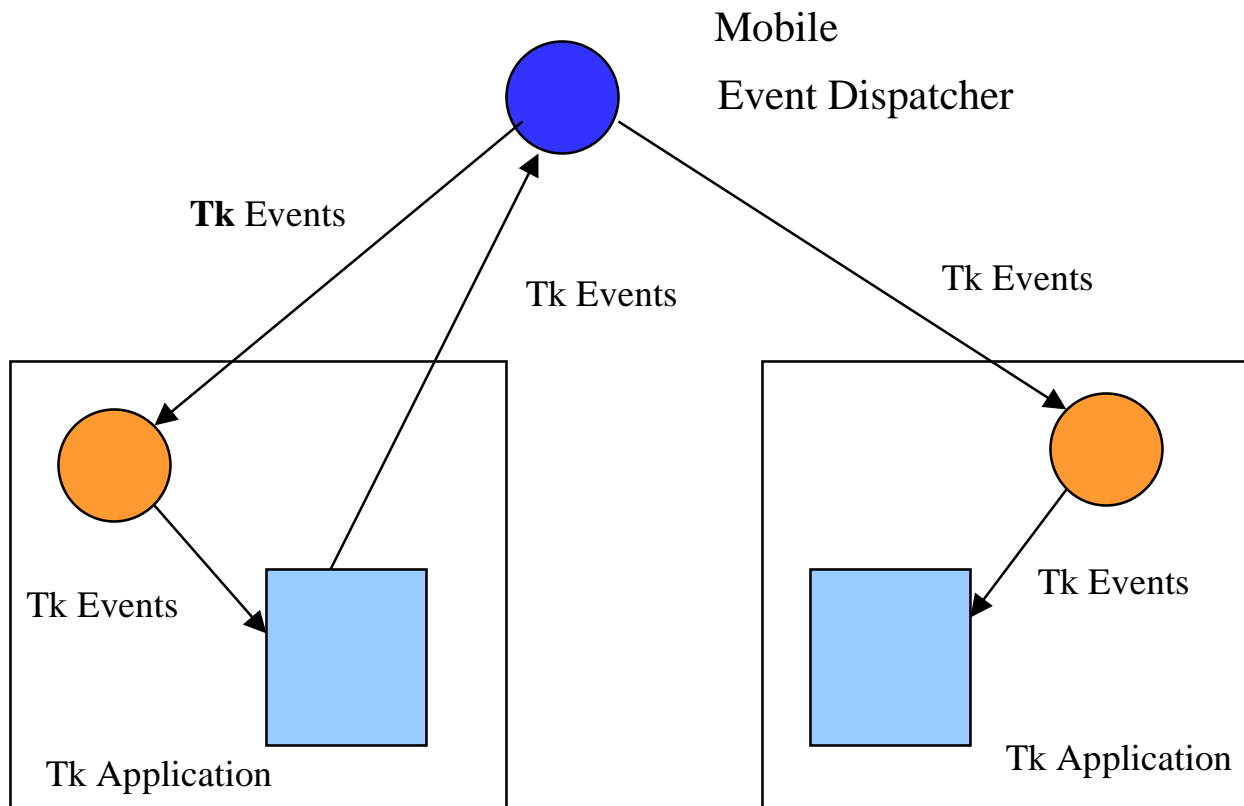 Mobile
Event Dispatcher
Tk Events
Tk Events
Tk Events
Tk Events
Tk Events
Tk Application
Tk Application